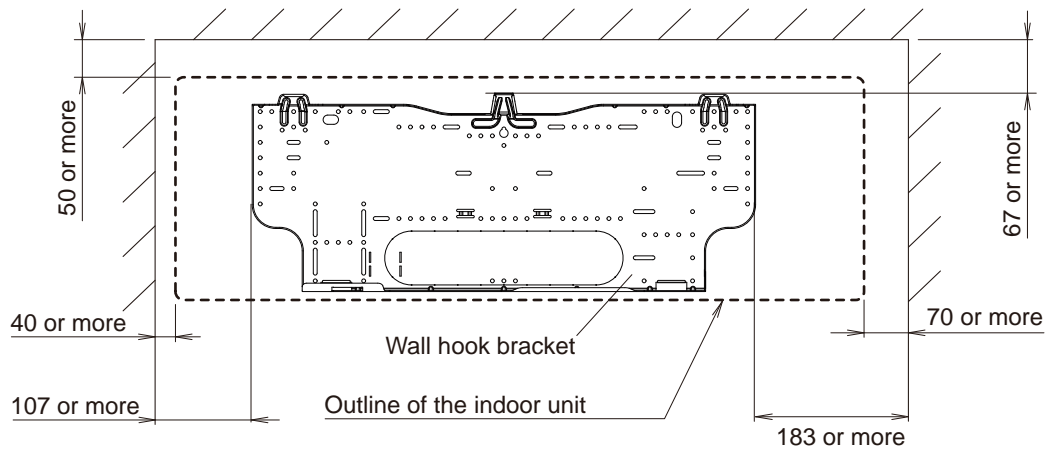 50 or more
67 or more
40 or more
70 or more
Wall hook bracket
107 or more
Outline of the indoor unit
183 or more